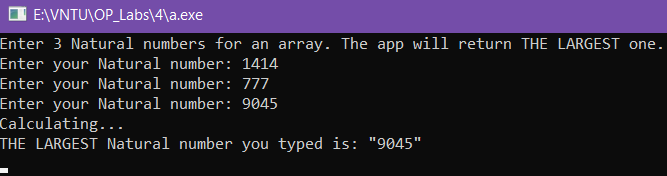 E:\VNTU\OP_Labs\4\a.exe
Enter 3 Natural numbers for an array. The app will return THE LARGEST one.
Enter your Natural number: 1414
Enter your Natural number: 777
Enter your Natural number: 9045
Calculating...
THE LARGEST Natural number you typed is: "9045"